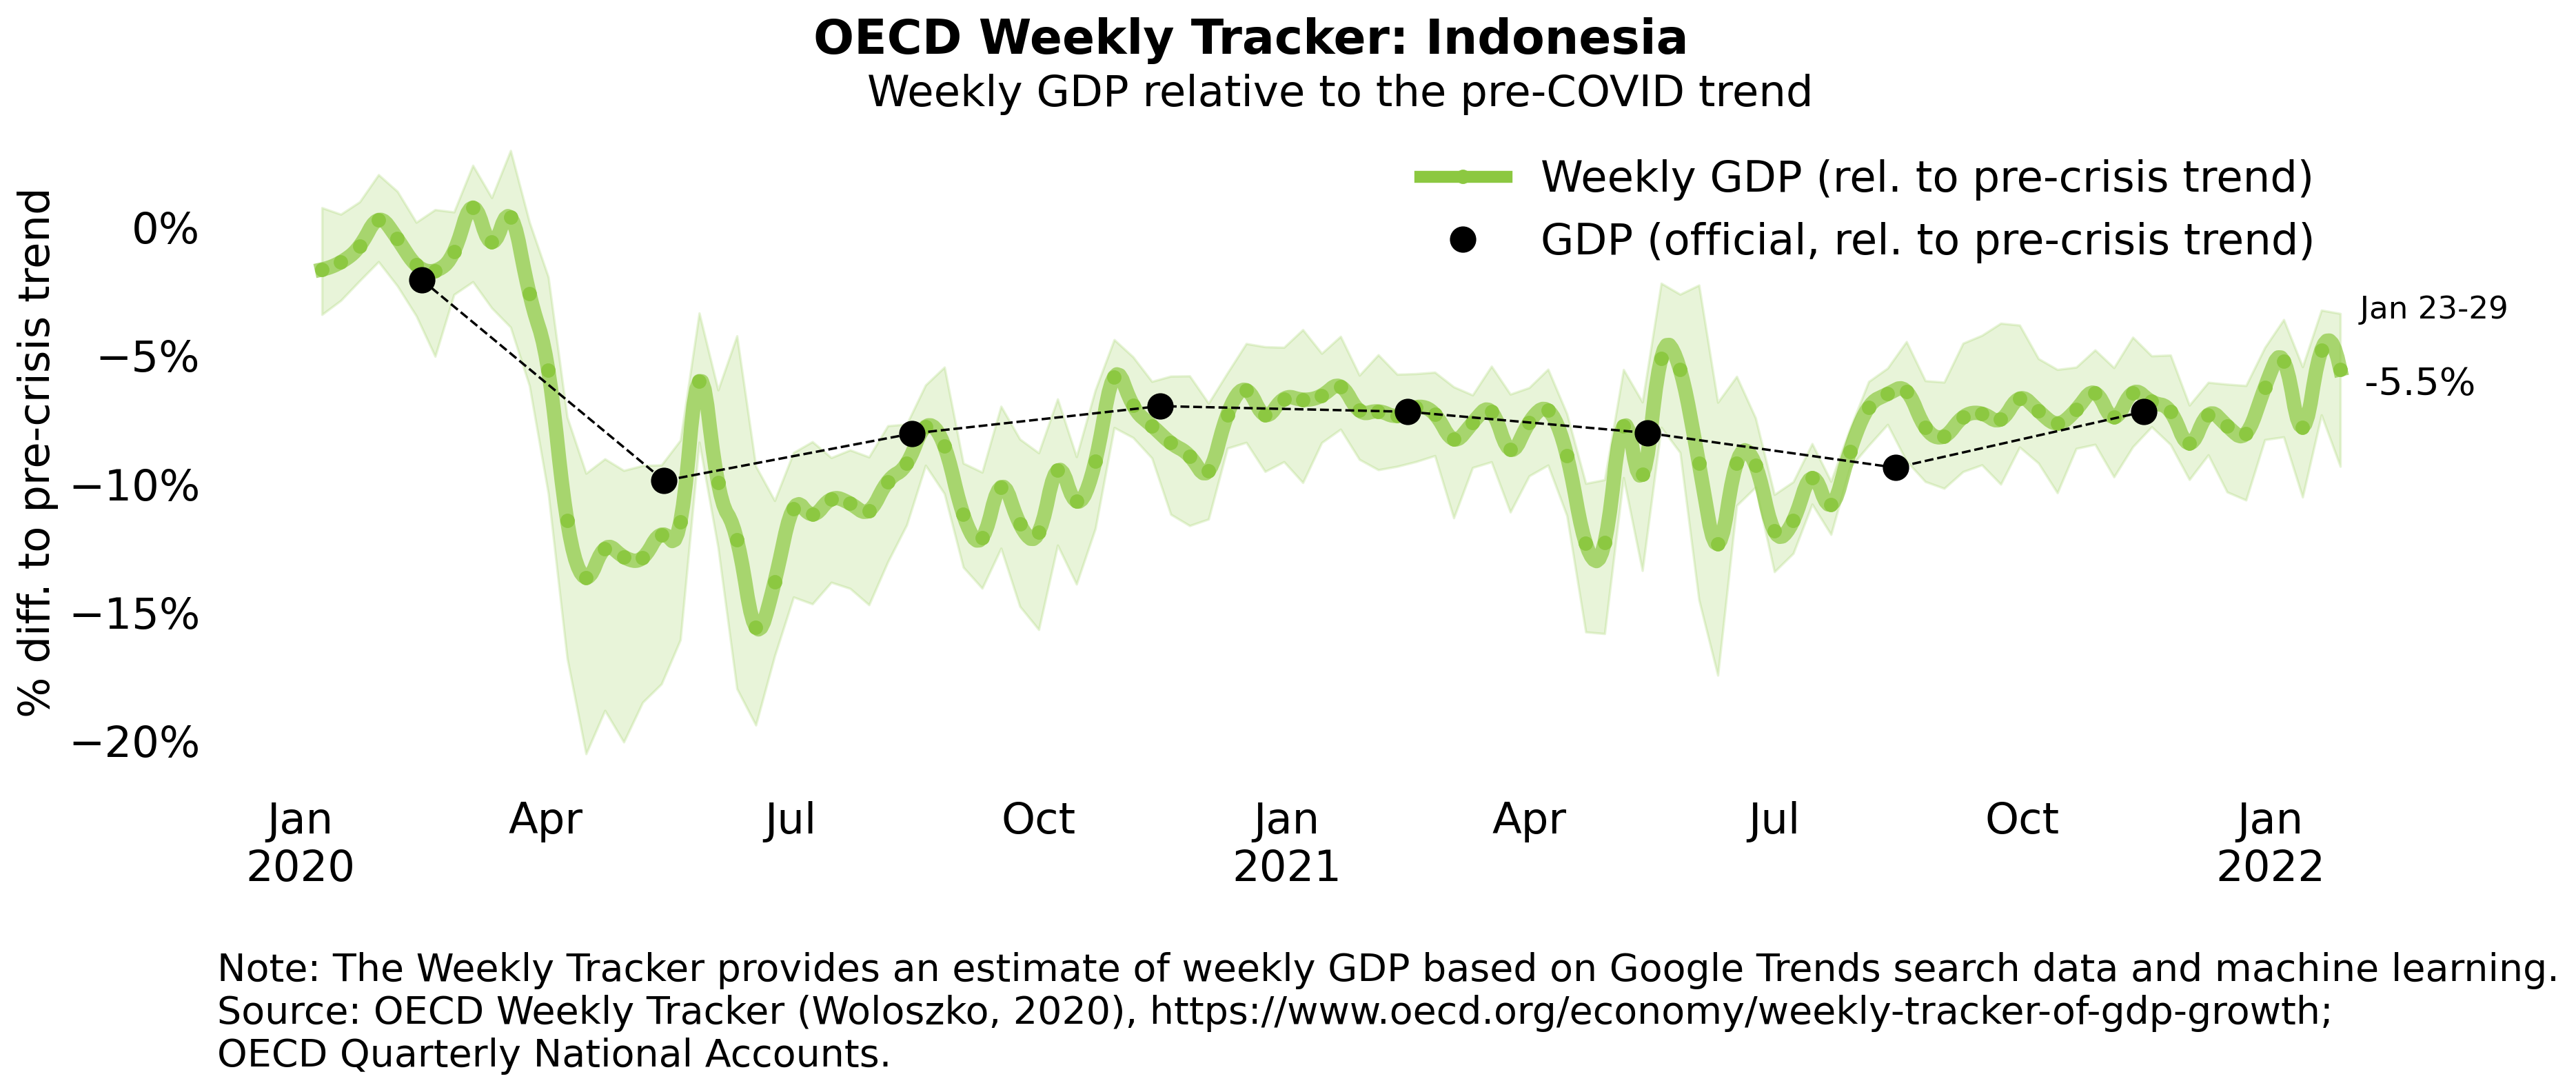 OECD Weekly Tracker: Indonesia
Weekly GDP relative to the pre-COVID trend
Weekly GDP (rel. to pre-crisis trend)
GDP (official, rel. to pre-crisis trend)
% diff. to pre-crisis trend
0%
−5%
−10%
−15%
−20%
Jan 23-29
-5.5%
Jan
2020
Apr
Jul
Oct
Jan
2021
Apr
Jul
Oct
Jan
2022
Note: The Weekly Tracker provides an estimate of weekly GDP based on Google Trends search data and machine learning.
Source: OECD Weekly Tracker (Woloszko, 2020), https://www.oecd.org/economy/weekly-tracker-of-gdp-growth;
OECD Quarterly National Accounts.